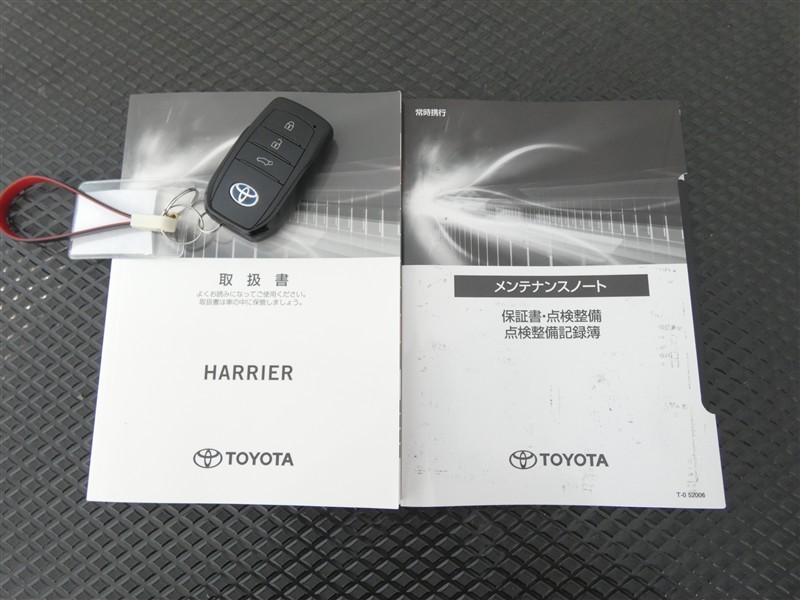 取扱書
よくお読みになってご使用ください。
取扱書は車の中に保管しましょう。
HARRIER
TOYOTA
常時携行
メンテナンスノート
保証書・点検整備
点検整備記録簿
TOYOTA
T-0 52006